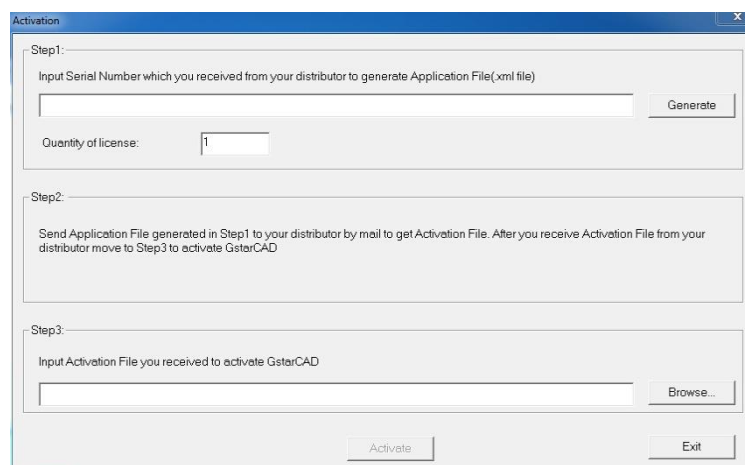 Activation
x
Step1:
Input Serial Number which you received from your distributor to generate Application File(.xml file)
Generate
Quantity of license:
1
Step2:
Send Application File generated in Step1 to your distributor by mail to get Activation File. After you receive Activation File from your
distributor move to Step3 to activate GstarCAD
Step3:
Input Activation File you received to activate GstarCAD
Browse...
Activate
Exit